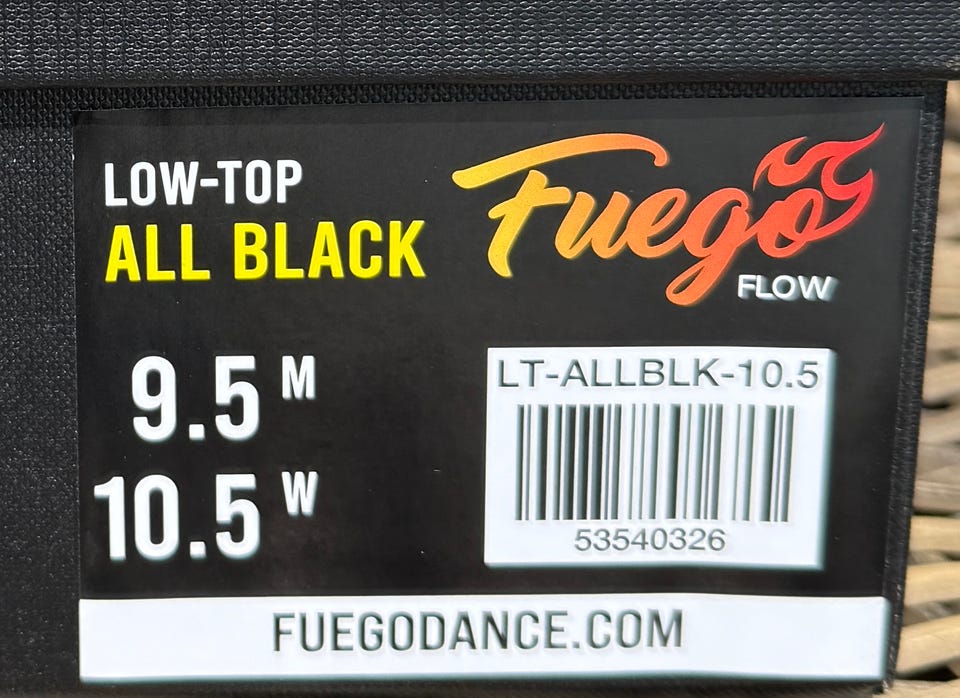 LOW-TOP
ALL BLACK
Fuego
FLOW
9.5 M
10.5 W
LT-ALLBLK-10.5
53540326
FUEGODANCE.COM